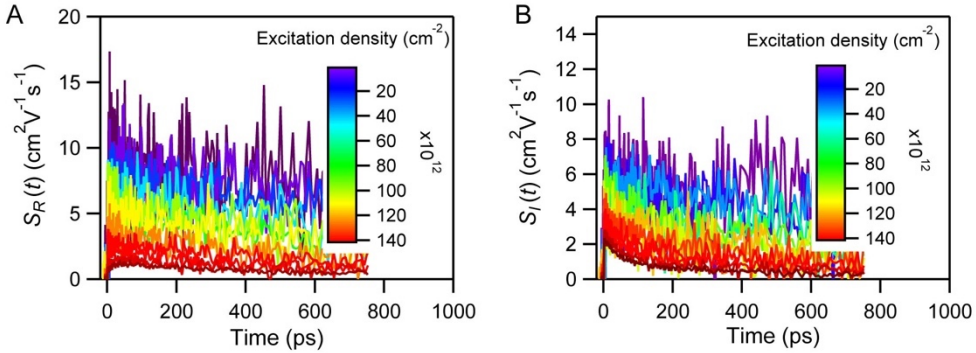 A
S_R (t) (cm²V⁻¹s⁻¹)
20
15
10
5
0
Excitation density (cm⁻²)
20
40
60
80
100
120
140
x10¹²
0 200 400 600 800 1000
Time (ps)
B
S_I (t) (cm²V⁻¹s⁻¹)
14
12
10
8
6
4
2
0
Excitation density (cm⁻²)
20
40
60
80
100
120
140
x10¹²
0 200 400 600 800 1000
Time (ps)